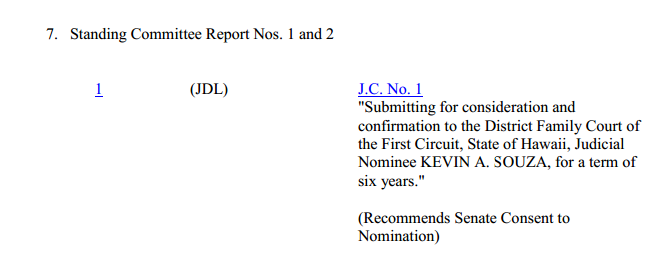 7. Standing Committee Report Nos. 1 and 2
1 (JDL) J.C. No. 1
"Submitting for consideration and
confirmation to the District Family Court of
the First Circuit, State of Hawaii, Judicial
Nominee KEVIN A. SOUZA, for a term of
six years."
(Recommends Senate Consent to
Nomination)